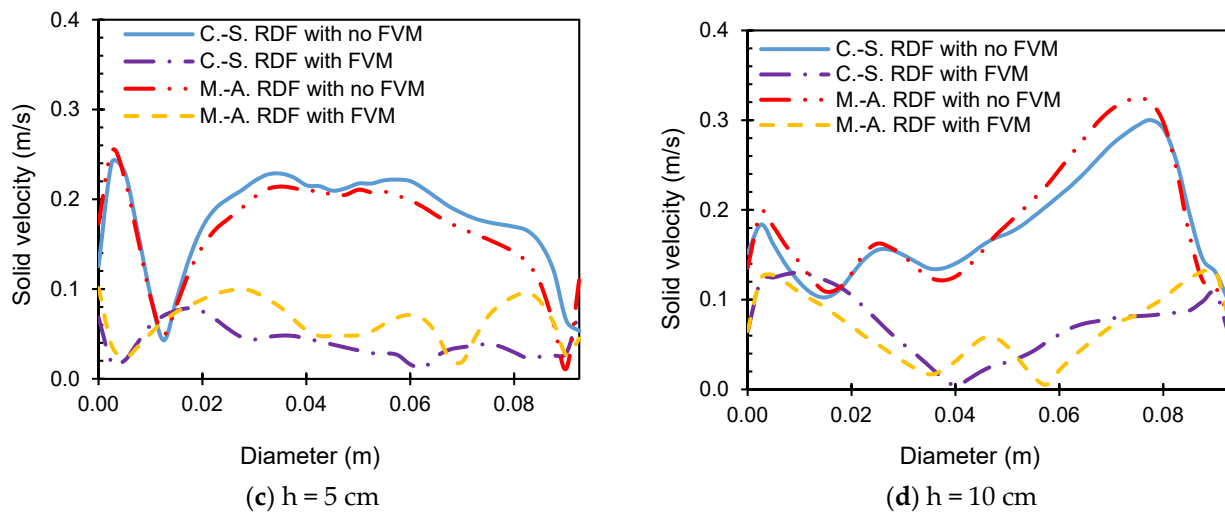 0.4
0.3
0.2
0.1
0.0
Solid velocity (m/s)
C.-S. RDF with no FVM
C.-S. RDF with FVM
M.-A. RDF with no FVM
M.-A. RDF with FVM
0.00 0.02 0.04 0.06 0.08
Diameter (m)
(c) h = 5 cm
0.4
0.3
0.2
0.1
0.0
Solid velocity (m/s)
C.-S. RDF with no FVM
C.-S. RDF with FVM
M.-A. RDF with no FVM
M.-A. RDF with FVM
0.00 0.02 0.04 0.06 0.08
Diameter (m)
(d) h = 10 cm